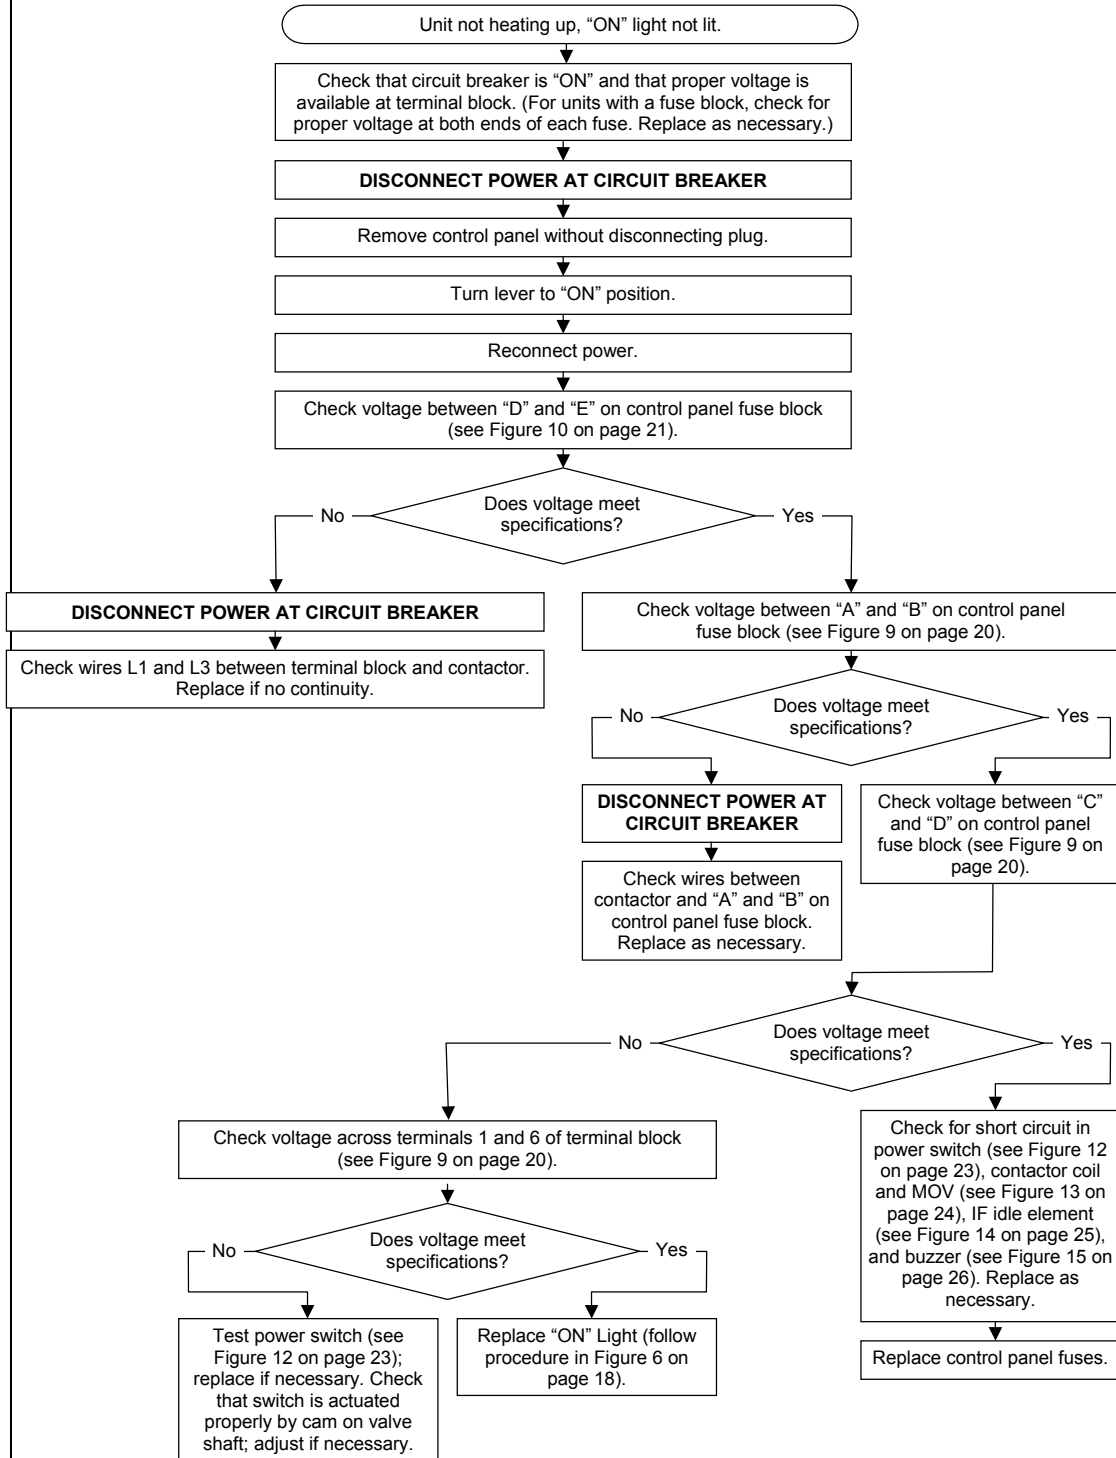 Unit not heating up, “ON” light not lit.
Check that circuit breaker is “ON” and that proper voltage is
available at terminal block. (For units with a fuse block, check for
proper voltage at both ends of each fuse. Replace as necessary.)
DISCONNECT POWER AT CIRCUIT BREAKER
Remove control panel without disconnecting plug.
Turn lever to “ON” position.
Reconnect power.
Check voltage between “D” and “E” on control panel fuse block
(see Figure 10 on page 21).
Does voltage meet
specifications?
No
Yes
DISCONNECT POWER AT CIRCUIT BREAKER
Check wires L1 and L3 between terminal block and contactor.
Replace if no continuity.
Check voltage between “A” and “B” on control panel
fuse block (see Figure 9 on page 20).
Does voltage meet
specifications?
No
Yes
DISCONNECT POWER AT
CIRCUIT BREAKER
Check wires between
contactor and “A” and “B” on
control panel fuse block.
Replace as necessary.
Check voltage between “C”
and “D” on control panel
fuse block (see Figure 9 on
page 20).
Does voltage meet
specifications?
No
Yes
Check voltage across terminals 1 and 6 of terminal block
(see Figure 9 on page 20).
Does voltage meet
specifications?
No
Yes
Test power switch (see
Figure 12 on page 23);
replace if necessary. Check
that switch is actuated
properly by cam on valve
shaft; adjust if necessary.
Replace “ON” Light (follow
procedure in Figure 6 on
page 18).
Check for short circuit in
power switch (see Figure 12
on page 23), contactor coil
and MOV (see Figure 13 on
page 24), IF idle element
(see Figure 14 on page 25),
and buzzer (see Figure 15 on
page 26). Replace as
necessary.
Replace control panel fuses.